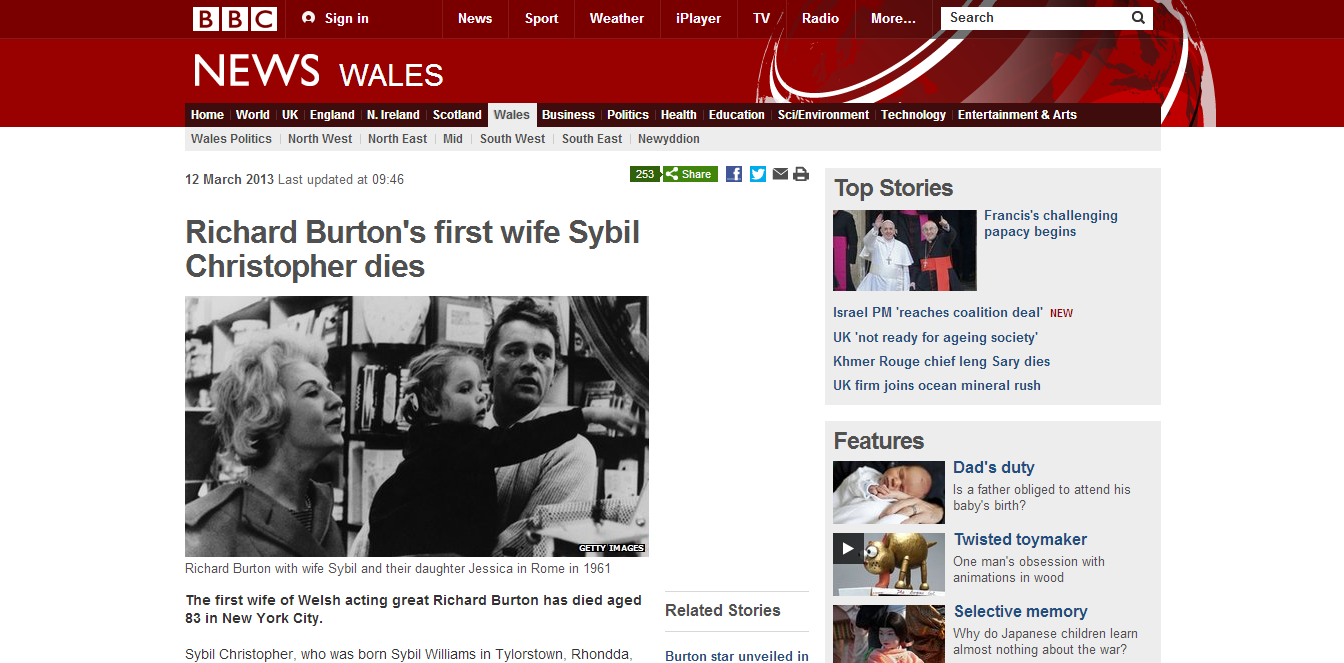 BBC Sign in News Sport Weather iPlayer TV Radio More... Search
NEWS WALES
Home World UK England N. Ireland Scotland Wales Business Politics Health Education Sci/Environment Technology Entertainment & Arts
Wales Politics North West North East Mid South West South East Newyddion
12 March 2013 Last updated at 09:46
253 Share
Richard Burton's first wife Sybil
Christopher dies
GETTY IMAGES
Richard Burton with wife Sybil and their daughter Jessica in Rome in 1961
The first wife of Welsh acting great Richard Burton has died aged
83 in New York City.
Sybil Christopher, who was born Sybil Williams in Tylorstown, Rhondda,
Related Stories
Burton star unveiled in
Top Stories
Francis's challenging
papacy begins
Israel PM 'reaches coalition deal' NEW
UK 'not ready for ageing society'
Khmer Rouge chief Ieng Sary dies
UK firm joins ocean mineral rush
Features
Dad's duty
Is a father obliged to attend his
baby's birth?
Twisted toymaker
One man's obsession with
animations in wood
Selective memory
Why do Japanese children learn
almost nothing about the war?